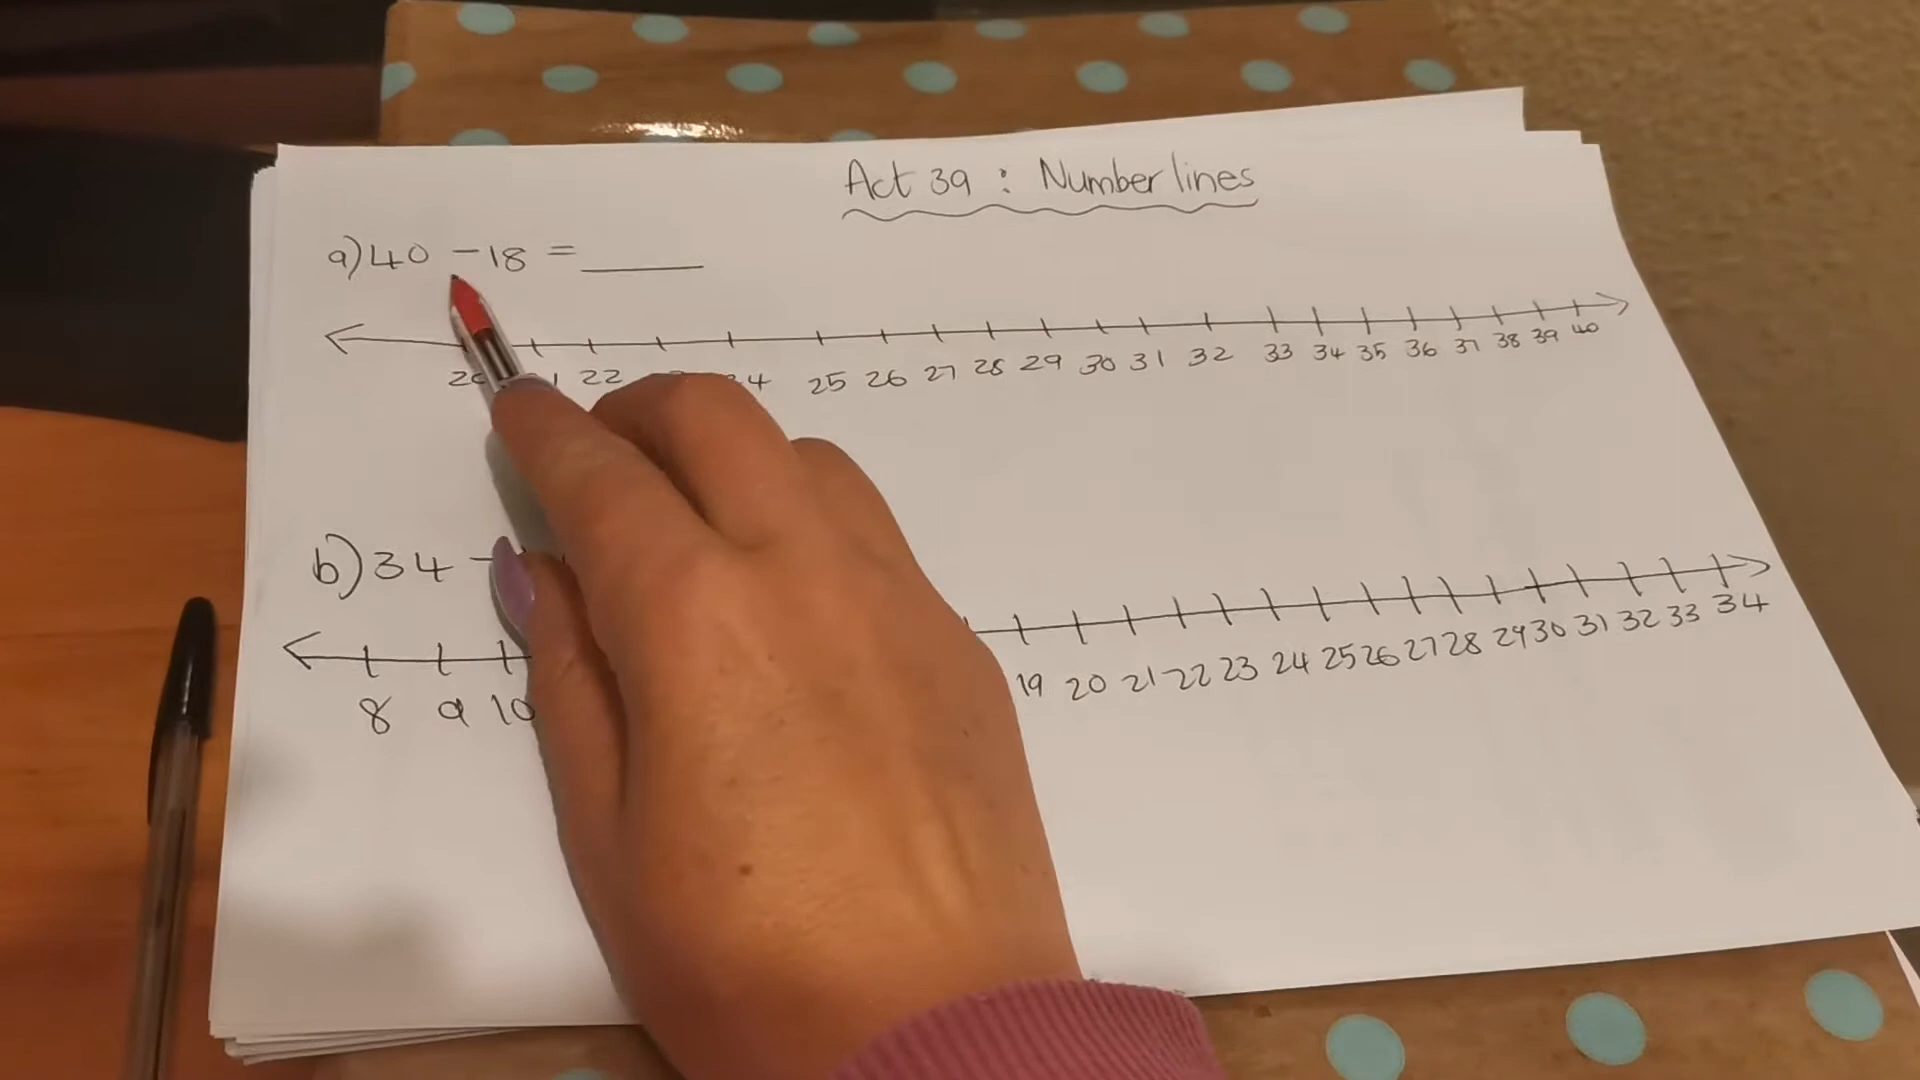 Act 39 : Number lines
a) 40 - 18 = _____
22 25 26 27 28 29 30 31 32 33 34 35 36 37 38 39 40
b) 34 -
8 9 10 19 20 21 22 23 24 25 26 27 28 29 30 31 32 33 34